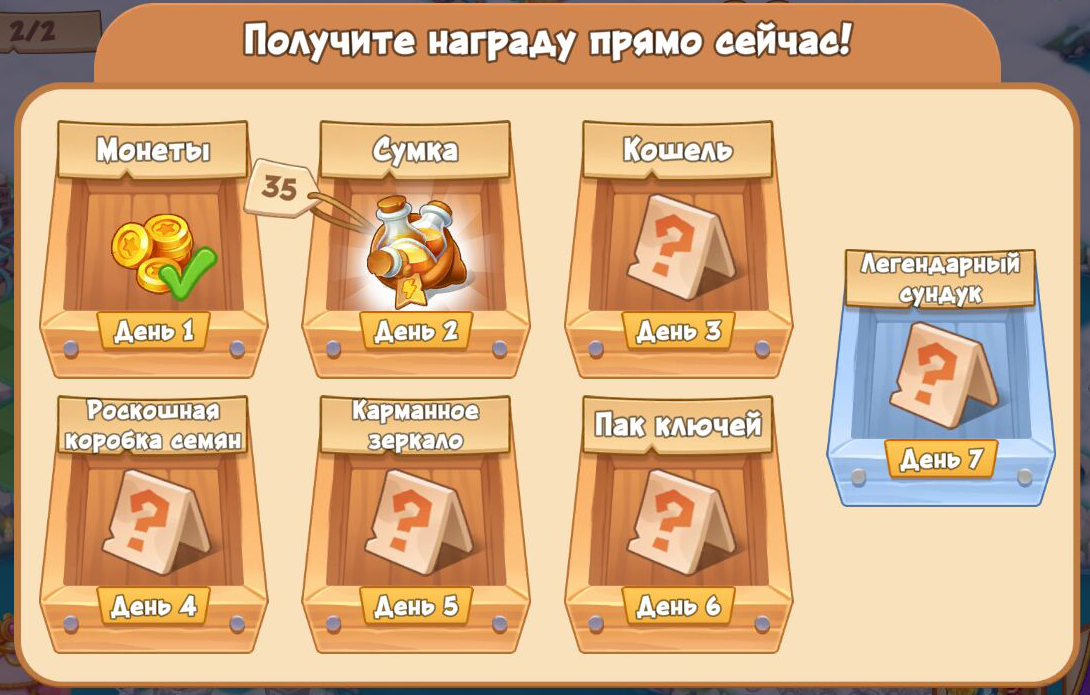 2/2
Получите награду прямо сейчас!
Монеты
Сумка
Кошель
35
День 1
День 2
День 3
Легендарный
сундук
?
?
День 7
Роскошная
коробка семян
Карманное
зеркало
Пак ключей
?
?
?
День 4
День 5
День 6